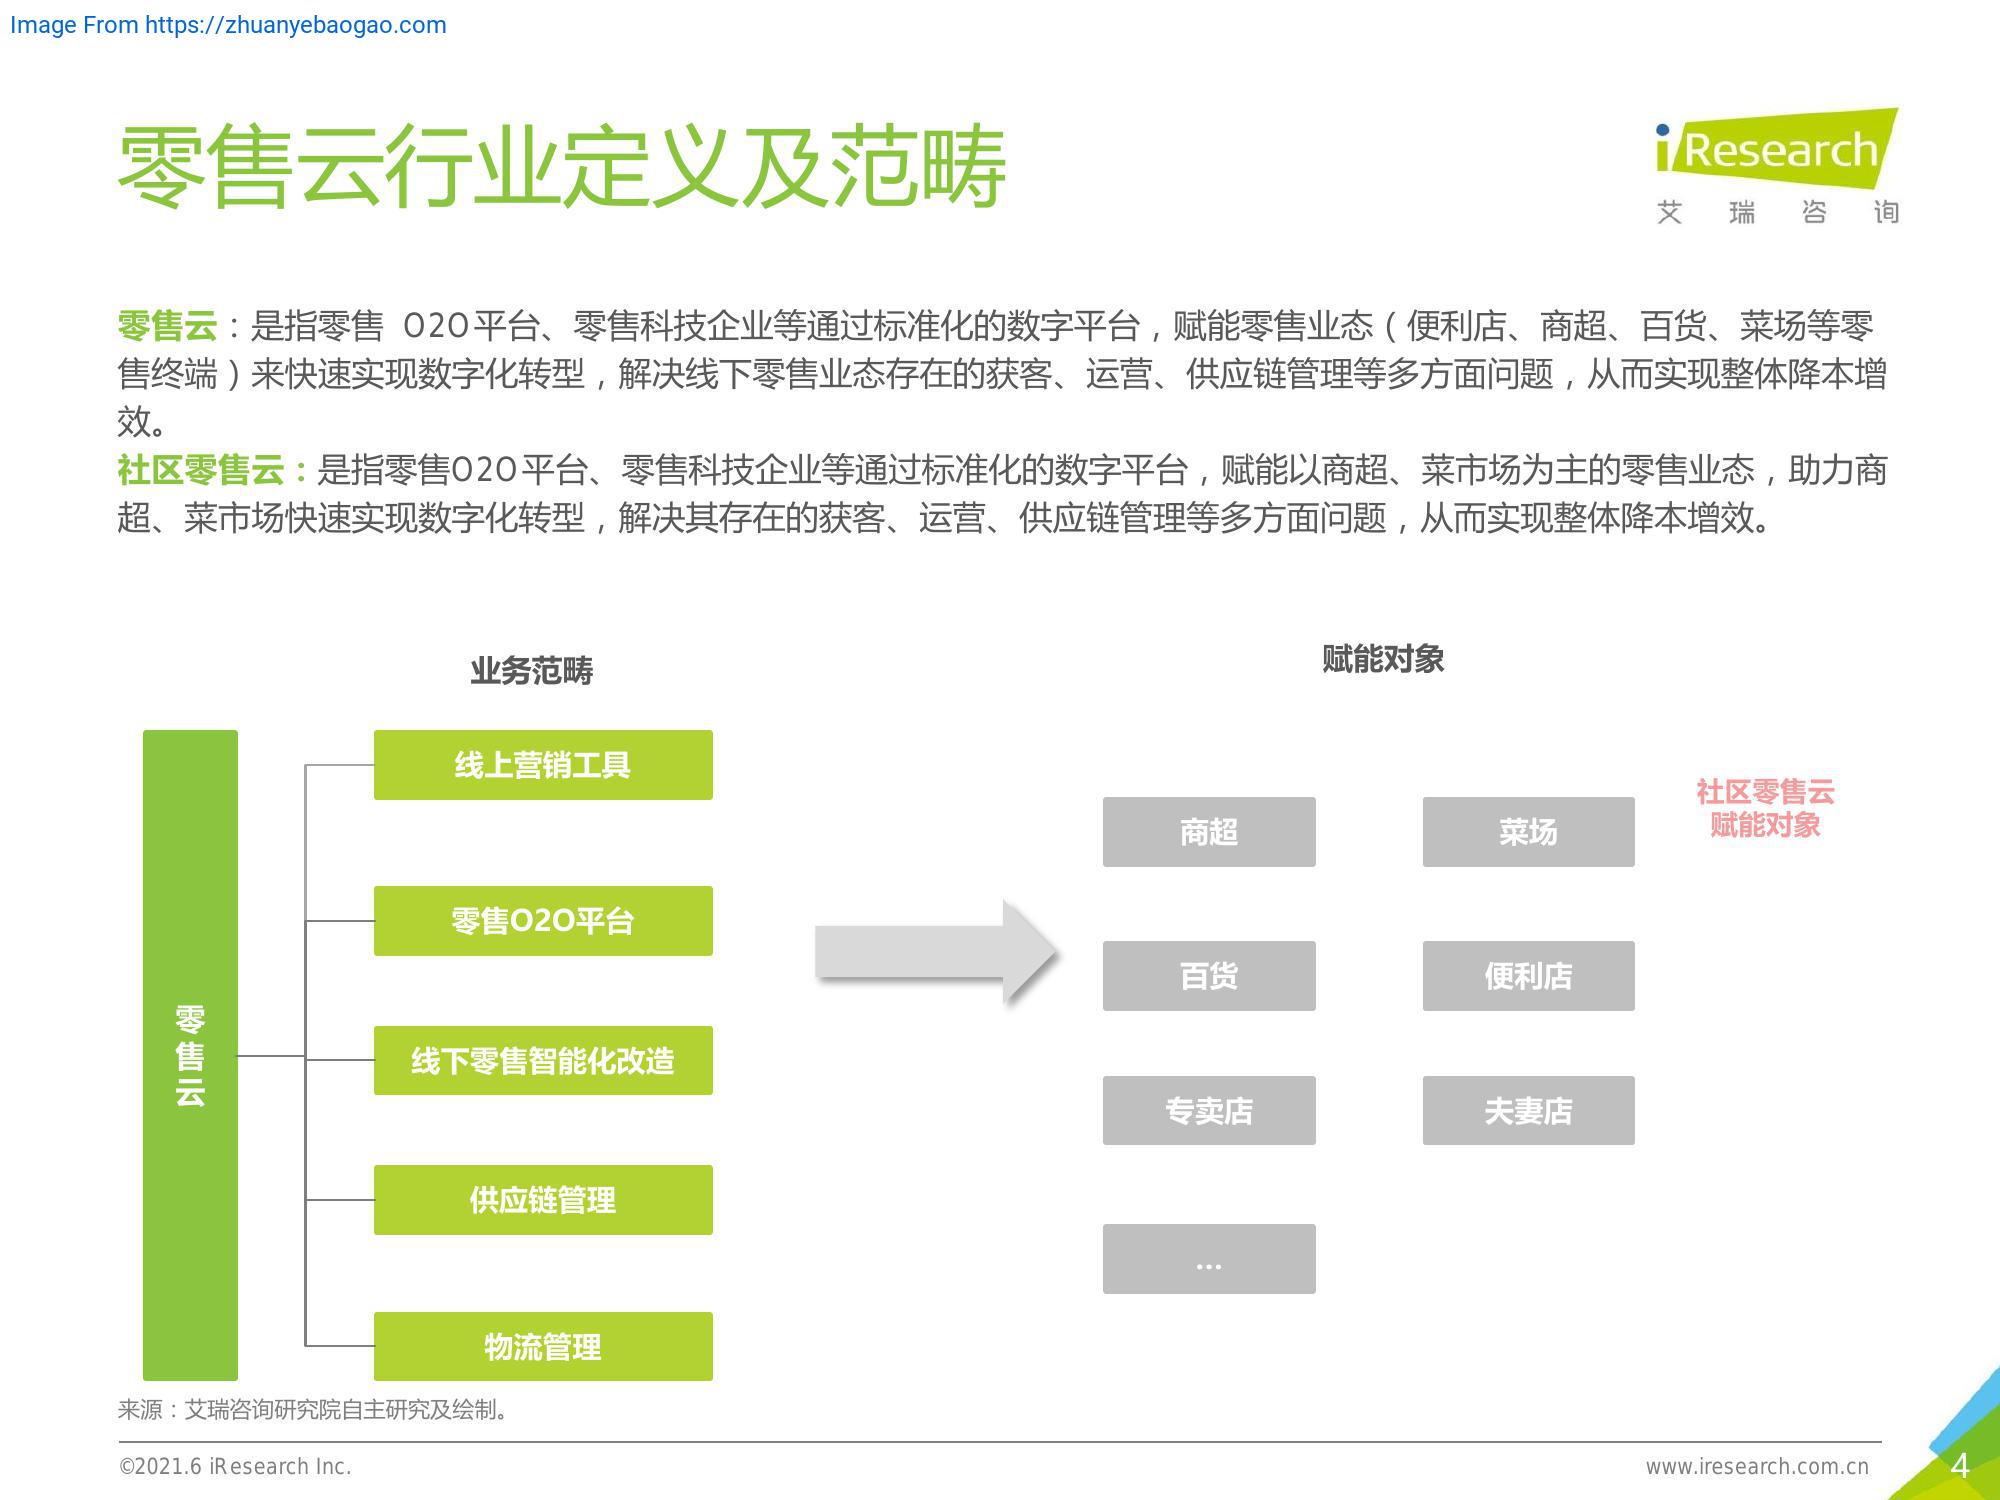 Image From https://zhuanyebaogao.com
零售云行业定义及范畴
iResearch
艾瑞咨询
零售云：是指零售 O2O平台、零售科技企业等通过标准化的数字平台，赋能零售业态（便利店、商超、百货、菜场等零
售终端）来快速实现数字化转型，解决线下零售业态存在的获客、运营、供应链管理等多方面问题，从而实现整体降本增
效。
社区零售云：是指零售O2O平台、零售科技企业等通过标准化的数字平台，赋能以商超、菜市场为主的零售业态，助力商
超、菜市场快速实现数字化转型，解决其存在的获客、运营、供应链管理等多方面问题，从而实现整体降本增效。
业务范畴
零售云
线上营销工具
零售O2O平台
线下零售智能化改造
供应链管理
物流管理
赋能对象
商超
菜场
社区零售云
赋能对象
百货
便利店
专卖店
夫妻店
...
来源：艾瑞咨询研究院自主研究及绘制。
©2021.6 iResearch Inc.
www.iresearch.com.cn
4